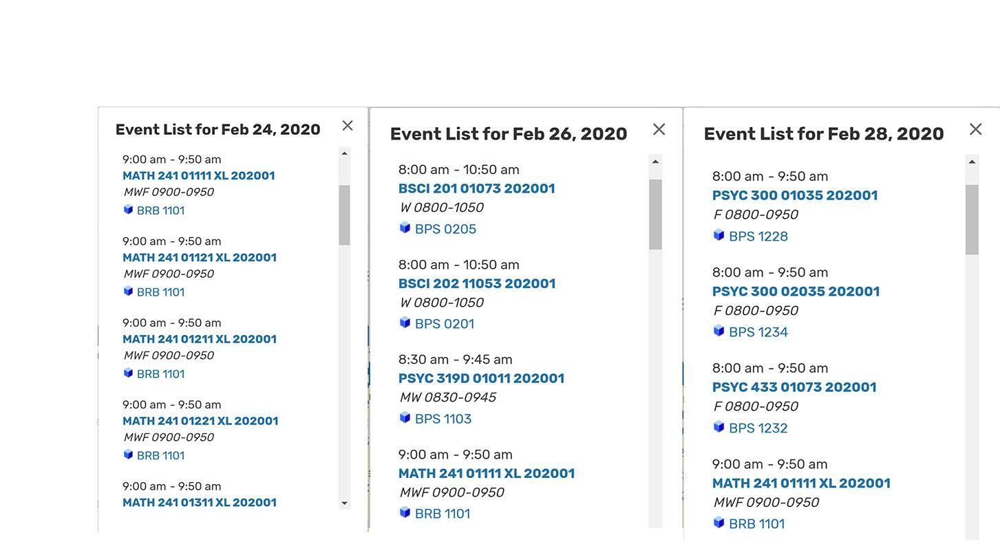 Event List for Feb 24, 2020
9:00 am - 9:50 am
MATH 241 01111 XL 202001
MWF 0900-0950
BRB 1101
9:00 am - 9:50 am
MATH 241 01121 XL 202001
MWF 0900-0950
BRB 1101
9:00 am - 9:50 am
MATH 241 01211 XL 202001
MWF 0900-0950
BRB 1101
9:00 am - 9:50 am
MATH 241 01221 XL 202001
MWF 0900-0950
BRB 1101
9:00 am - 9:50 am
MATH 241 01311 XL 202001
Event List for Feb 26, 2020
8:00 am - 10:50 am
BSCI 201 01073 202001
W 0800-1050
BPS 0205
8:00 am - 10:50 am
BSCI 202 11053 202001
W 0800-1050
BPS 0201
8:30 am - 9:45 am
PSYC 319D 01011 202001
MW 0830-0945
BPS 1103
9:00 am - 9:50 am
MATH 241 01111 XL 202001
MWF 0900-0950
BRB 1101
Event List for Feb 28, 2020
8:00 am - 9:50 am
PSYC 300 01035 202001
F 0800-0950
BPS 1228
8:00 am - 9:50 am
PSYC 300 02035 202001
F 0800-0950
BPS 1234
8:00 am - 9:50 am
PSYC 433 01073 202001
F 0800-0950
BPS 1232
9:00 am - 9:50 am
MATH 241 01111 XL 202001
MWF 0900-0950
BRB 1101